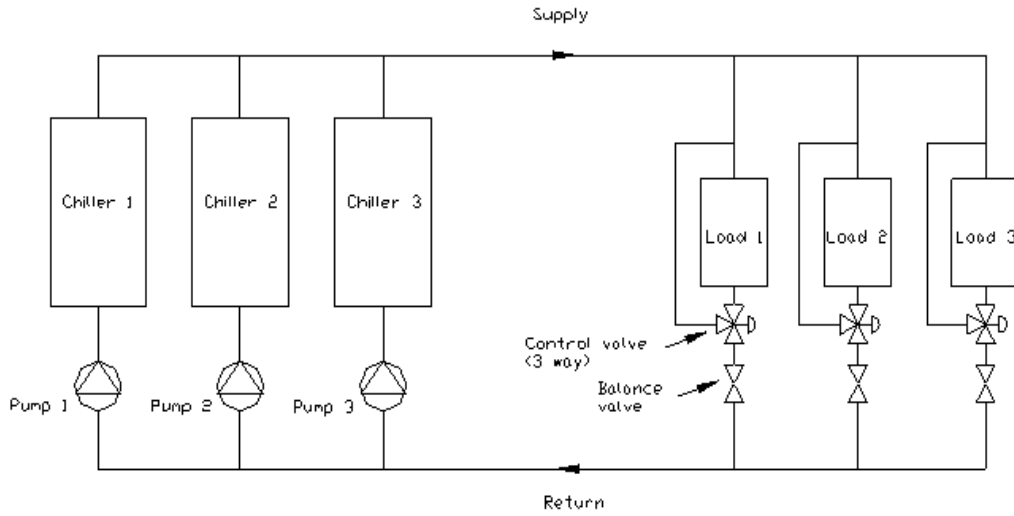 Supply
Chiller 1
Chiller 2
Chiller 3
Load 1
Load 2
Load 3
Control valve
(3 way)
Balance
valve
Pump 1
Pump 2
Pump 3
Return